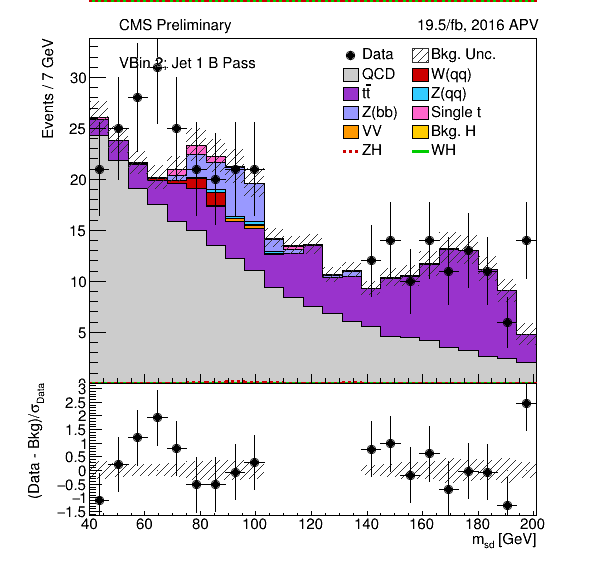 CMS Preliminary 19.5/fb, 2016 APV
VBin 2; Jet 1 B Pass
Events / 7 GeV
Data Bkg. Unc.
QCD W(qq)
tt̄ Z(qq)
Z(bb) Single t
VV Bkg. H
ZH WH
30
25
20
15
10
5
(Data - Bkg)/σData
3
2.5
2
1.5
1
0.5
0
−0.5
−1
−1.5
40 60 80 100 120 140 160 180 200
msd [GeV]